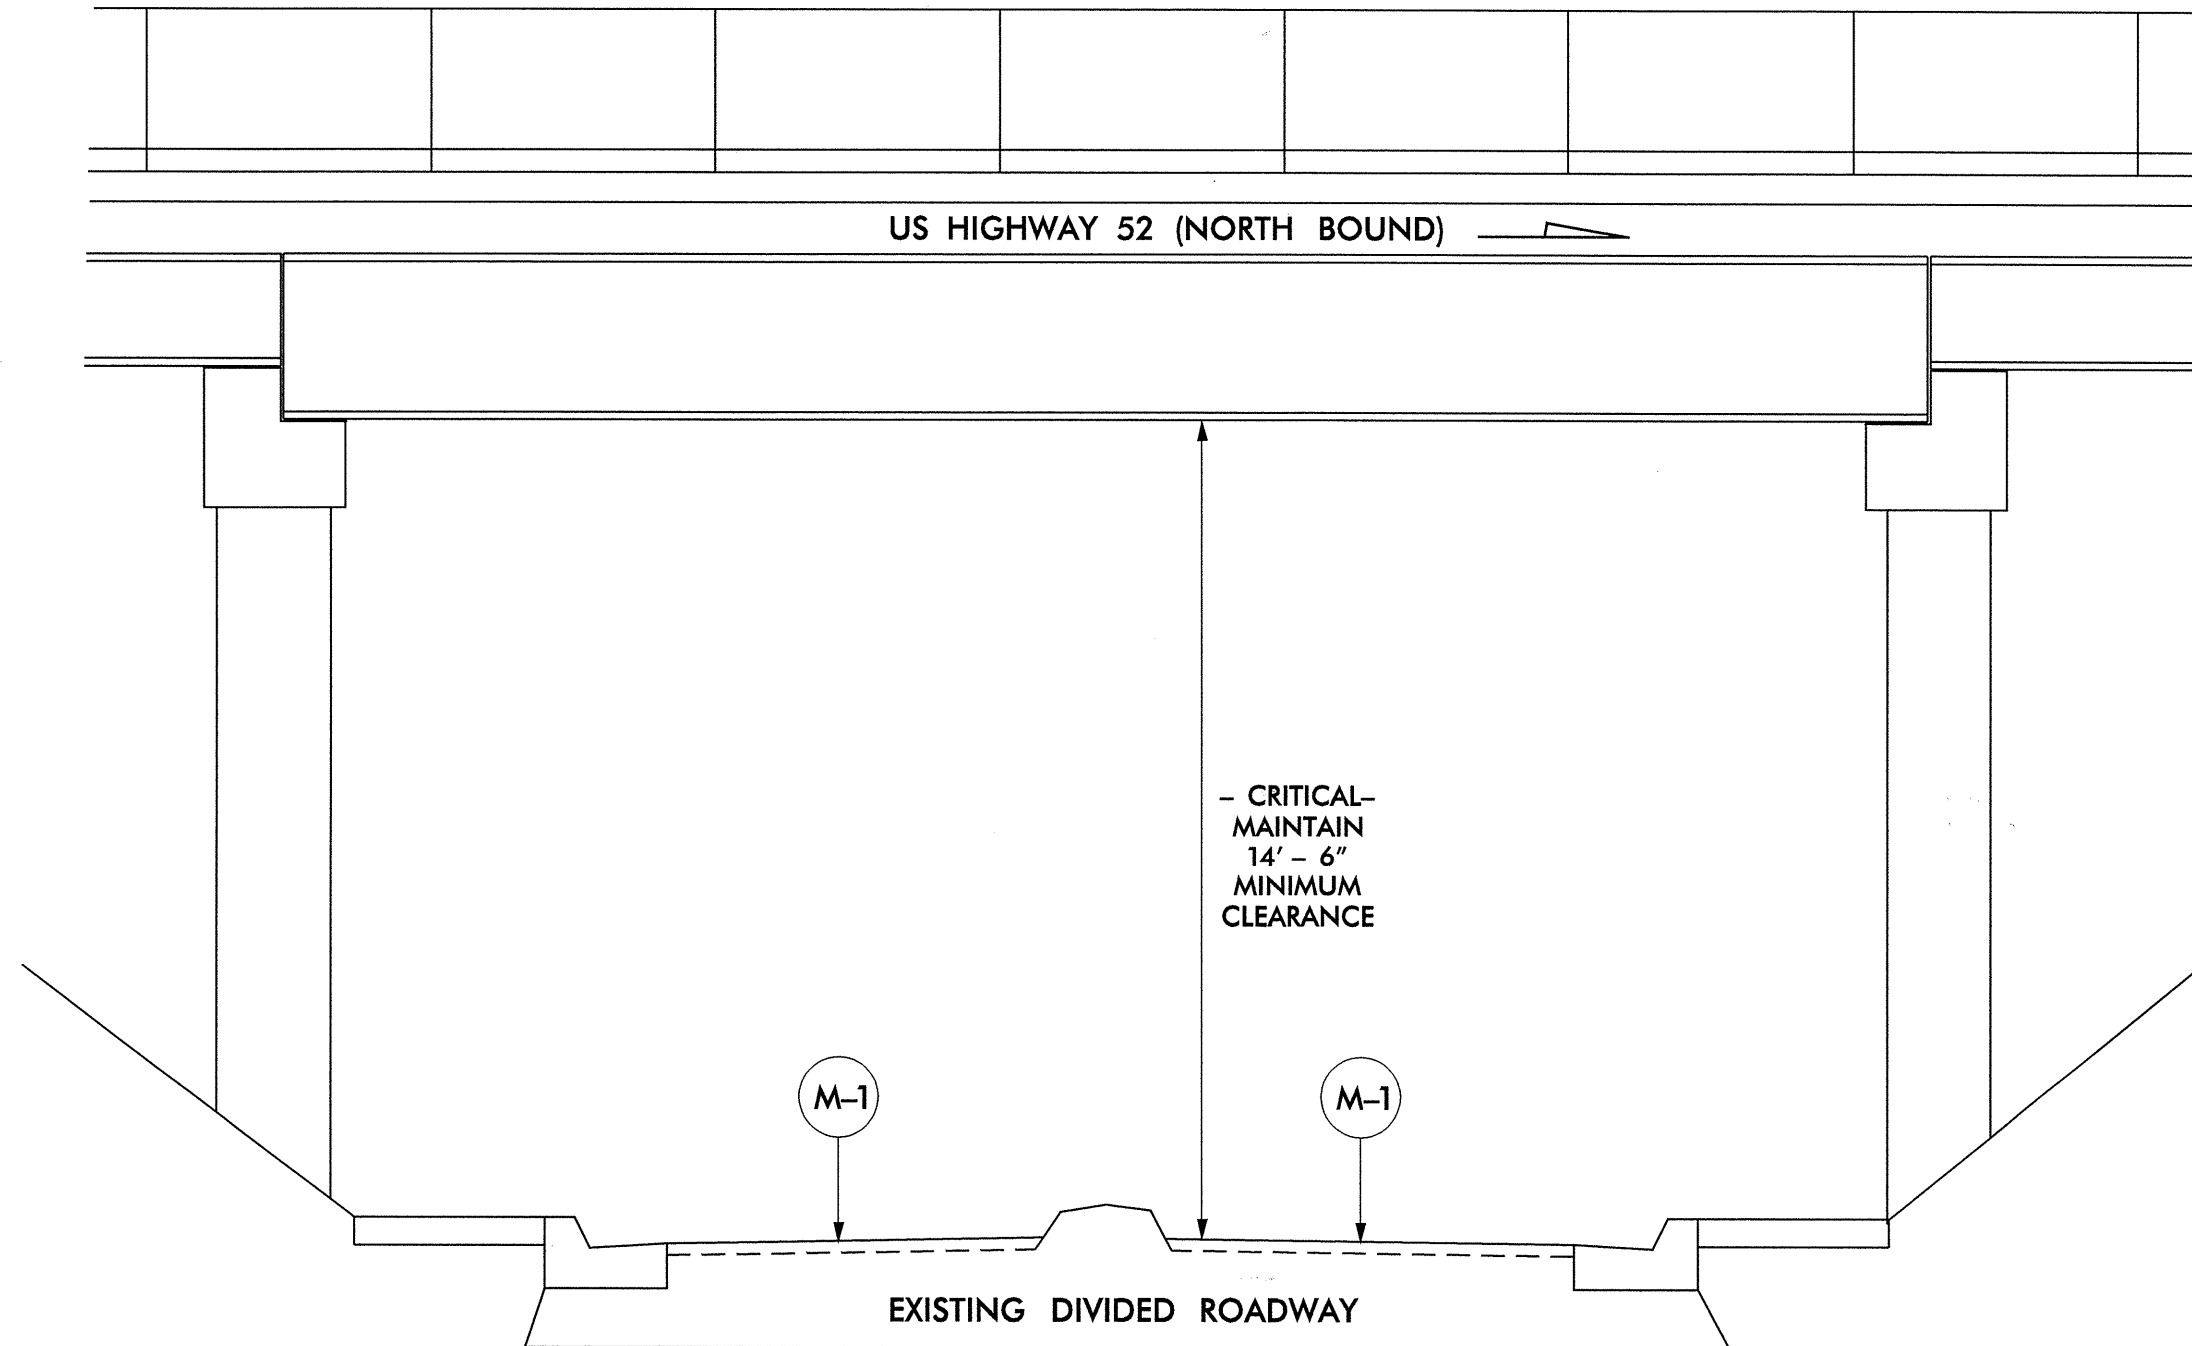 US HIGHWAY 52 (NORTH BOUND)
– CRITICAL–
MAINTAIN
14' – 6"
MINIMUM
CLEARANCE
M–1
M–1
EXISTING DIVIDED ROADWAY